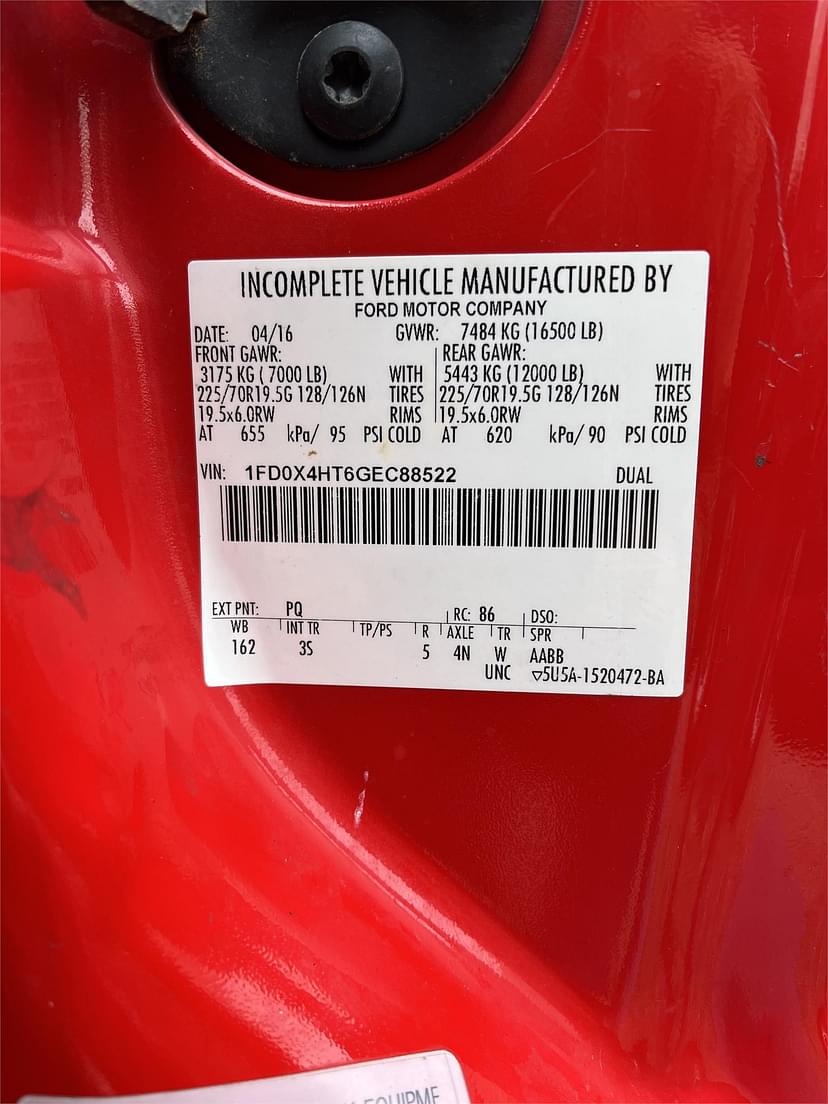 INCOMPLETE VEHICLE MANUFACTURED BY
FORD MOTOR COMPANY
DATE: 04/16 GVWR: 7484 KG (16500 LB)
FRONT GAWR: REAR GAWR:
3175 KG ( 7000 LB) WITH 5443 KG (12000 LB) WITH
225/70R19.5G 128/126N TIRES 225/70R19.5G 128/126N TIRES
19.5x6.0RW RIMS 19.5x6.0RW RIMS
AT 655 kPa/ 95 PSI COLD AT 620 kPa/ 90 PSI COLD
VIN: 1FD0X4HT6GEC88522 DUAL
EXT PNT: PQ RC: 86 DSO:
WB INT TR TP/PS R AXLE TR SPR
162 3S 5 4N W AABB
UNC ▽5U5A-1520472-BA